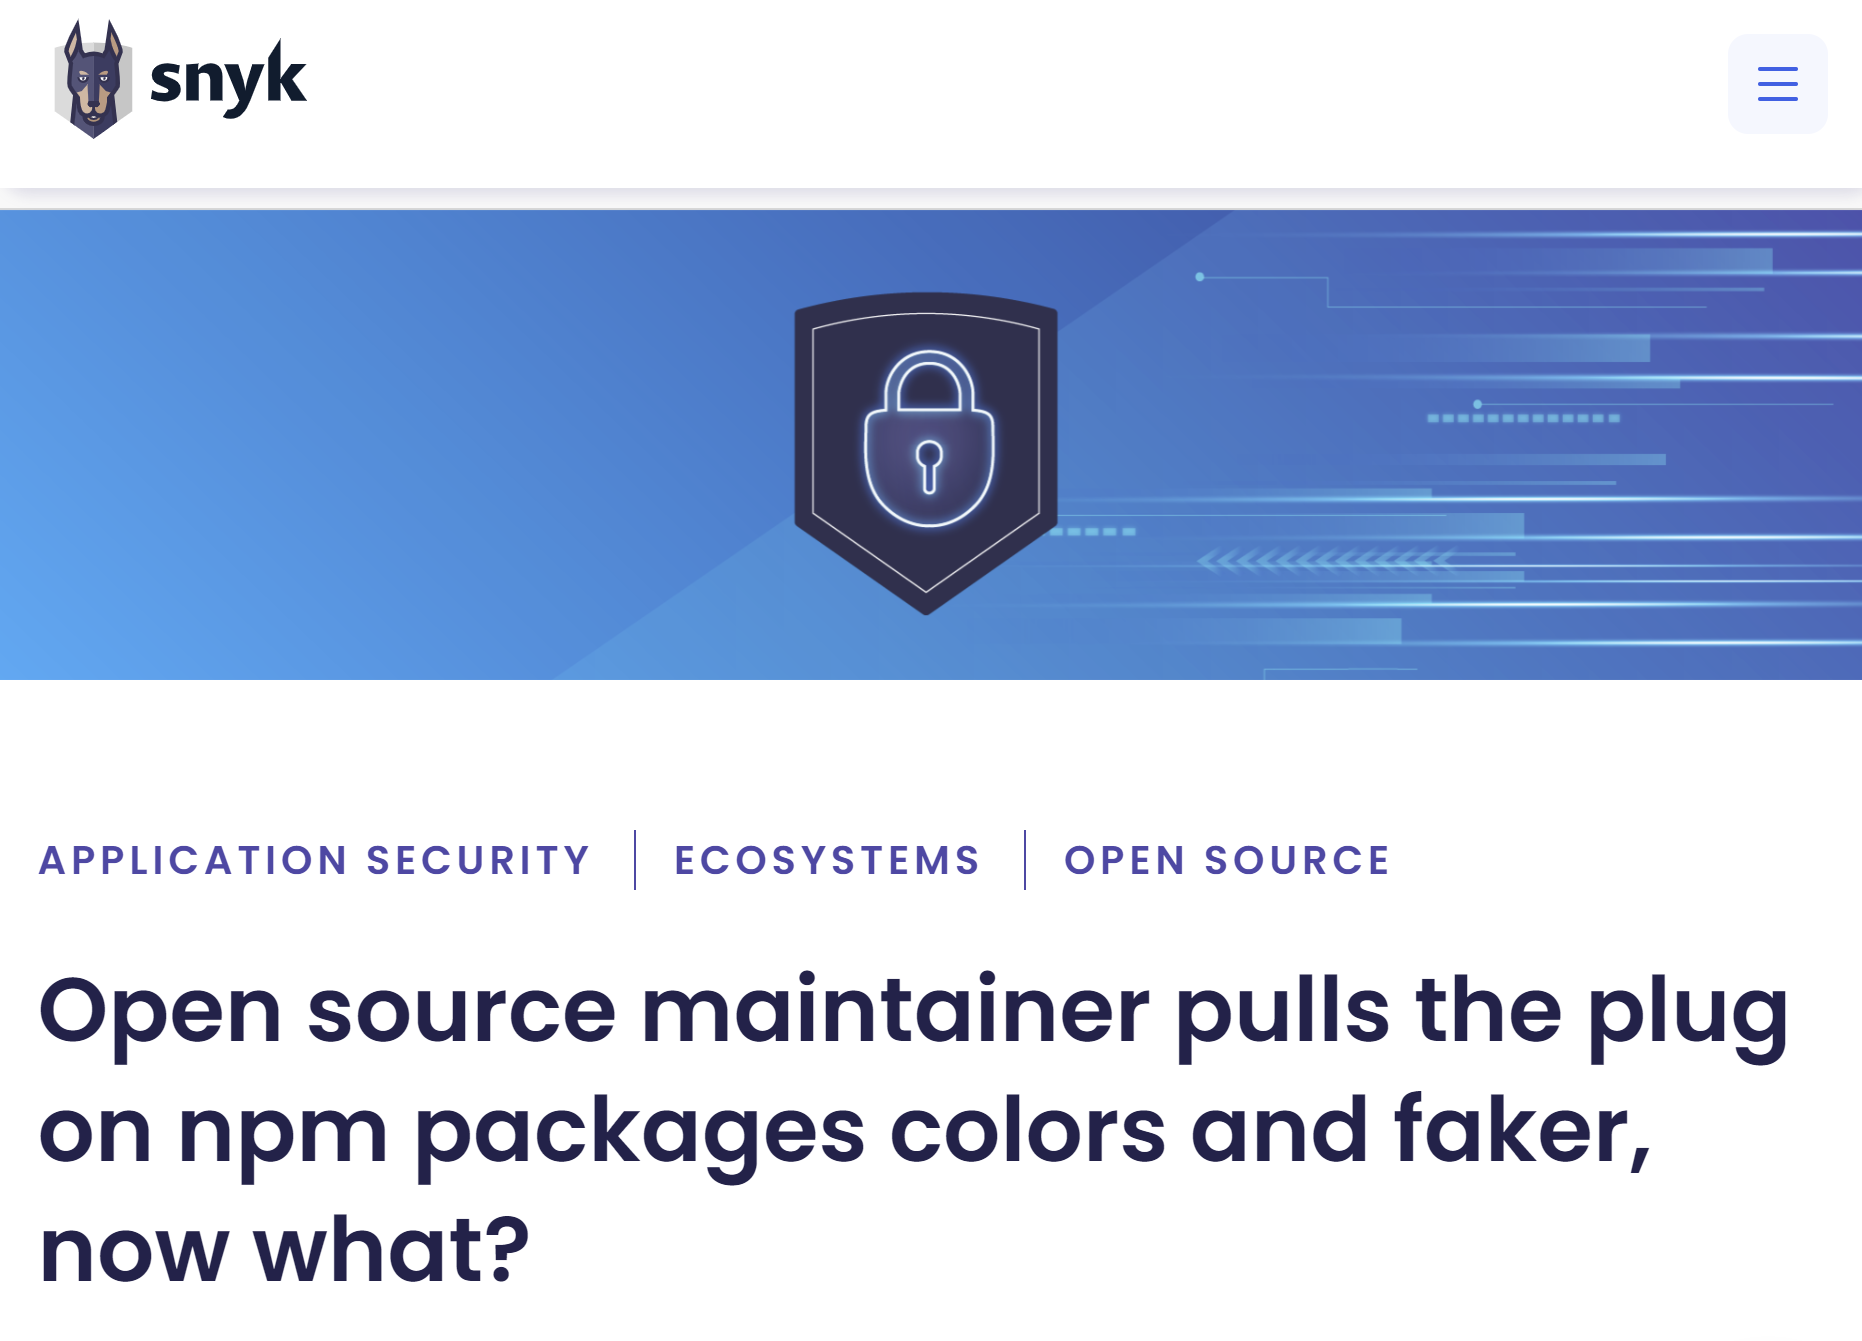 snyk
APPLICATION SECURITY | ECOSYSTEMS | OPEN SOURCE
Open source maintainer pulls the plug
on npm packages colors and faker,
now what?